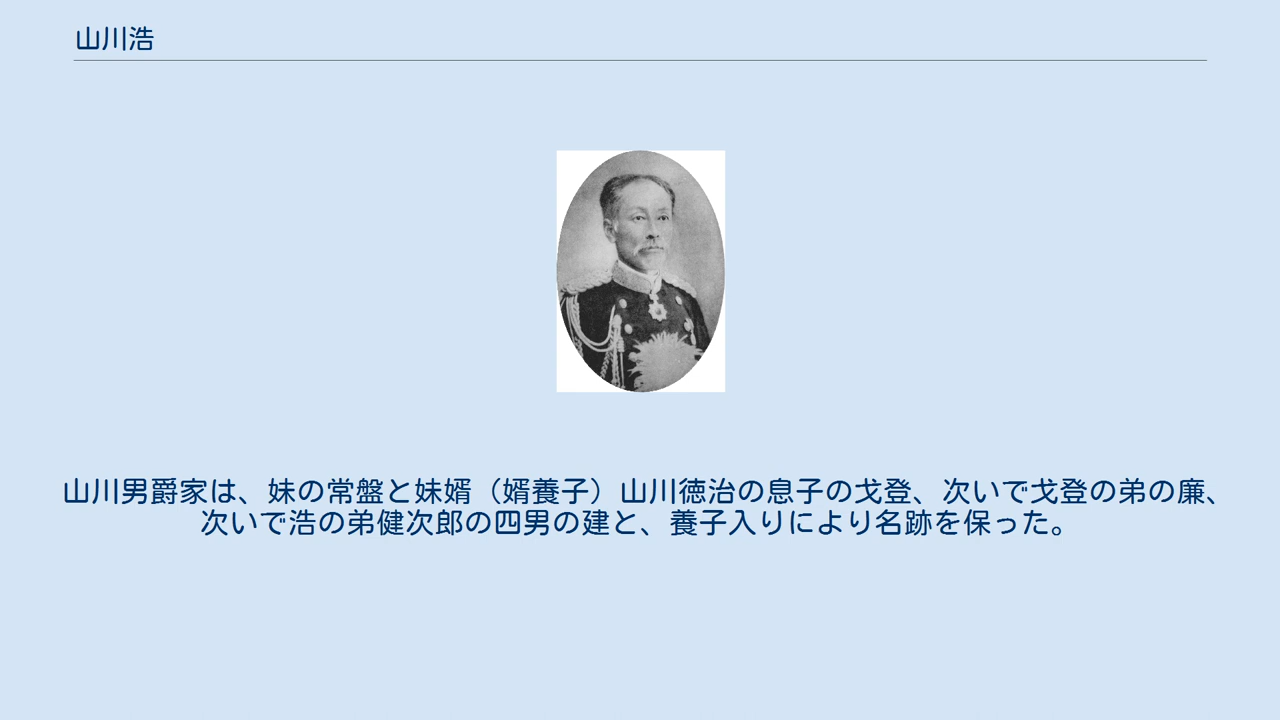 山川浩
山川男爵家は、妹の常盤と妹婿（婿養子）山川徳治の息子の戈登、次いで戈登の弟の廉、
次いで浩の弟健次郎の四男の建と、養子入りにより名跡を保った。